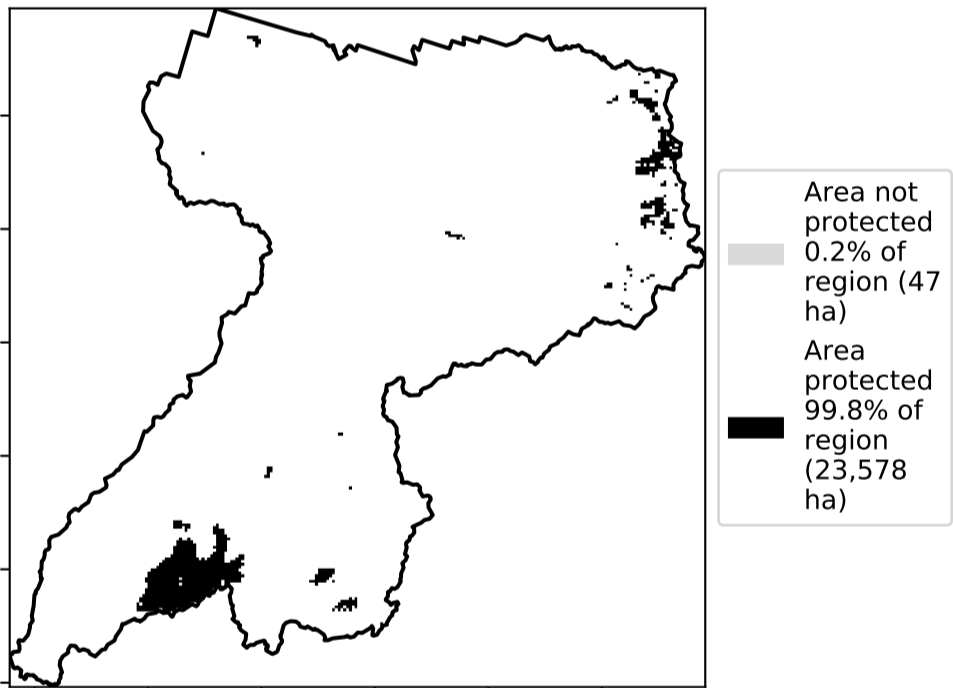 Area not
protected
0.2% of
region (47
ha)
Area
protected
99.8% of
region
(23,578
ha)